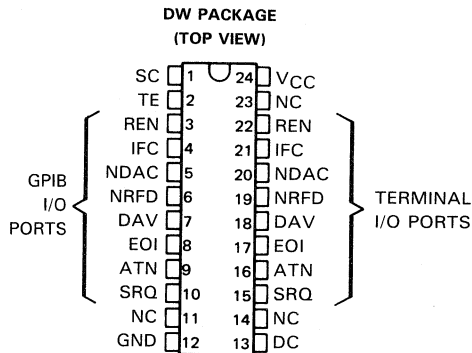 DW PACKAGE
(TOP VIEW)
SC 1 24 VCC
TE 2 23 NC
REN 3 22 REN
IFC 4 21 IFC
NDAC 5 20 NDAC
NRFD 6 19 NRFD
DAV 7 18 DAV
EOI 8 17 EOI
ATN 9 16 ATN
SRQ 10 15 SRQ
NC 11 14 NC
GND 12 13 DC
GPIB
I/O
PORTS
TERMINAL
I/O PORTS